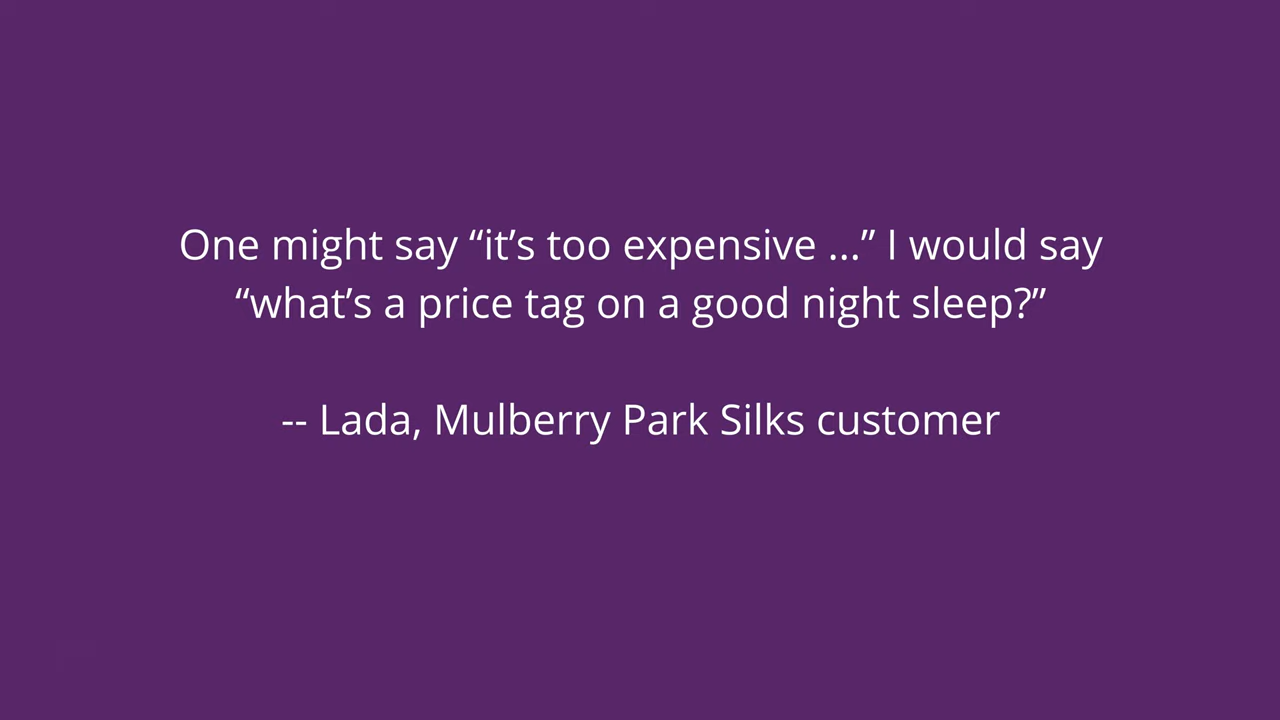 One might say “it’s too expensive ...” I would say
“what’s a price tag on a good night sleep?”
-- Lada, Mulberry Park Silks customer